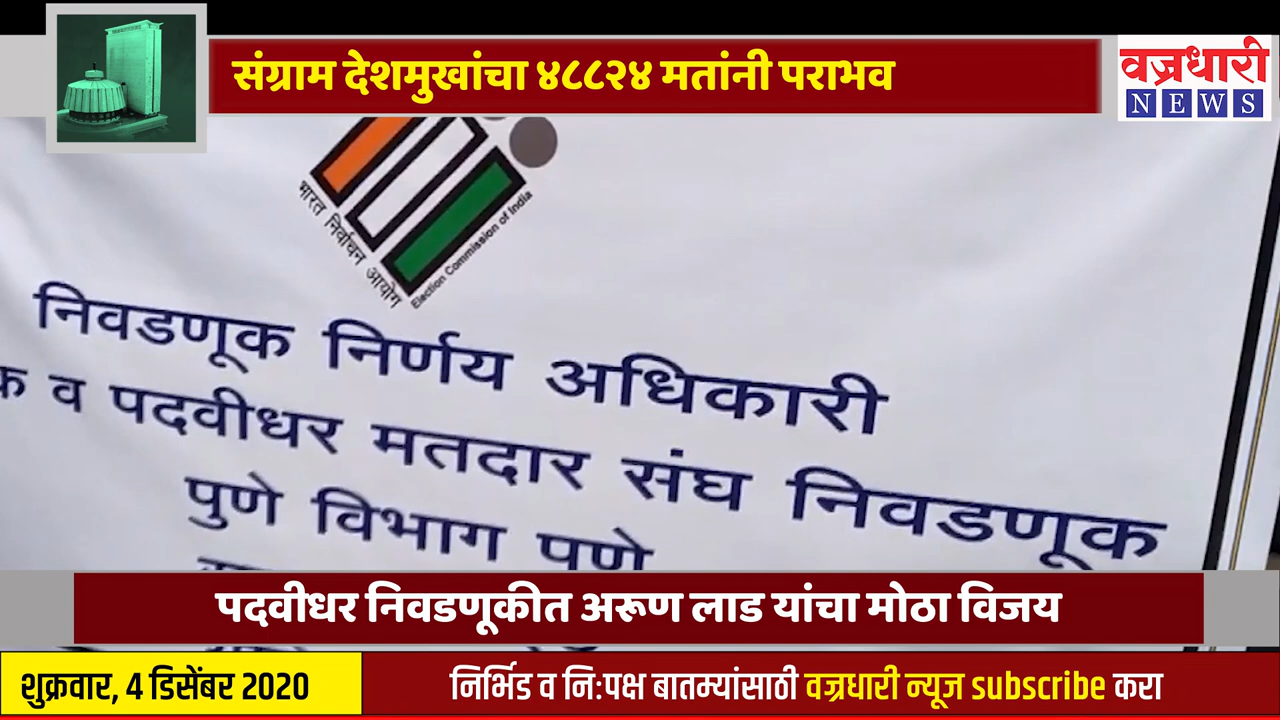 संग्राम देशमुखांचा ४८८२४ मतांनी पराभव
वज्रधारी
NEWS
भारत निर्वाचन आयोग
Election Commission of India
निवडणूक निर्णय अधिकारी
क व पदवीधर मतदार संघ निवडणूक
पुणे विभाग पुणे
पदवीधर निवडणूकीत अरूण लाड यांचा मोठा विजय
शुक्रवार, 4 डिसेंबर 2020
निर्भिड व नि:पक्ष बातम्यांसाठी वज्रधारी न्यूज subscribe करा